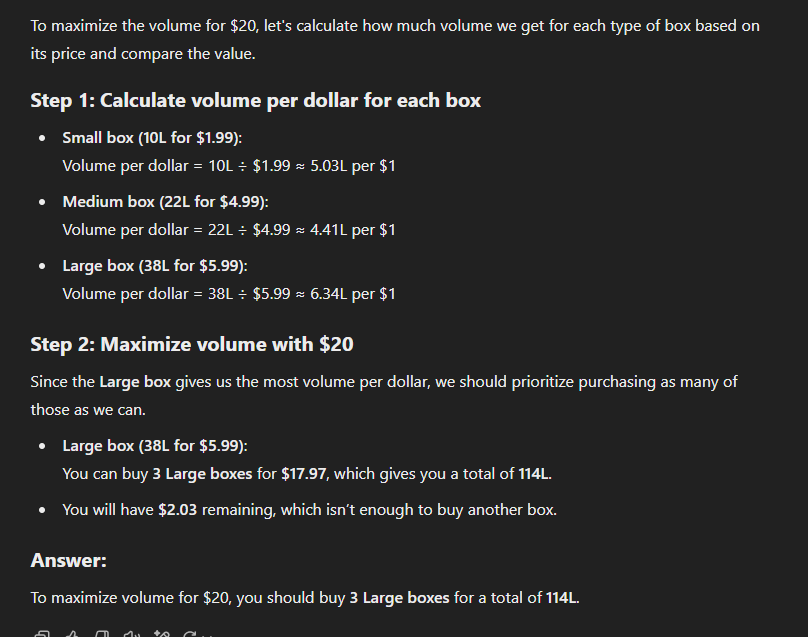 To maximize the volume for $20, let's calculate how much volume we get for each type of box based on
its price and compare the value.
Step 1: Calculate volume per dollar for each box
• Small box (10L for $1.99):
Volume per dollar = 10L ÷ $1.99 ≈ 5.03L per $1
• Medium box (22L for $4.99):
Volume per dollar = 22L ÷ $4.99 ≈ 4.41L per $1
• Large box (38L for $5.99):
Volume per dollar = 38L ÷ $5.99 ≈ 6.34L per $1
Step 2: Maximize volume with $20
Since the Large box gives us the most volume per dollar, we should prioritize purchasing as many of
those as we can.
• Large box (38L for $5.99):
You can buy 3 Large boxes for $17.97, which gives you a total of 114L.
• You will have $2.03 remaining, which isn't enough to buy another box.
Answer:
To maximize volume for $20, you should buy 3 Large boxes for a total of 114L.